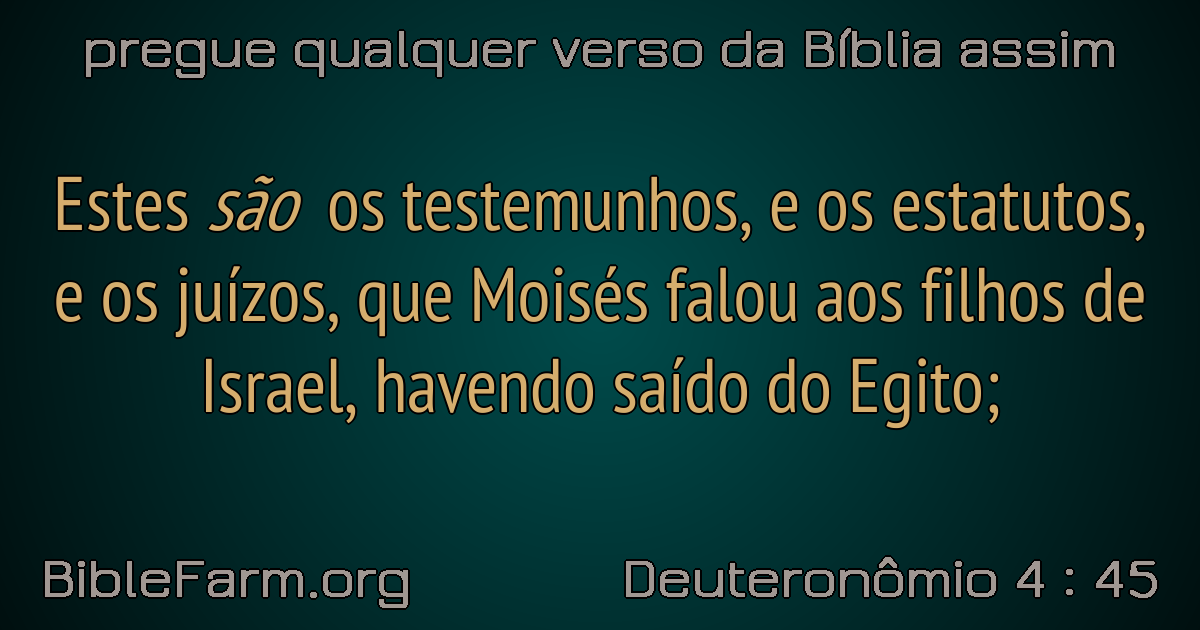 pregue qualquer verso da Bíblia assim
Estes são os testemunhos, e os estatutos,
e os juízos, que Moisés falou aos filhos de
Israel, havendo saído do Egito;
BibleFarm.org
Deuteronômio 4 : 45